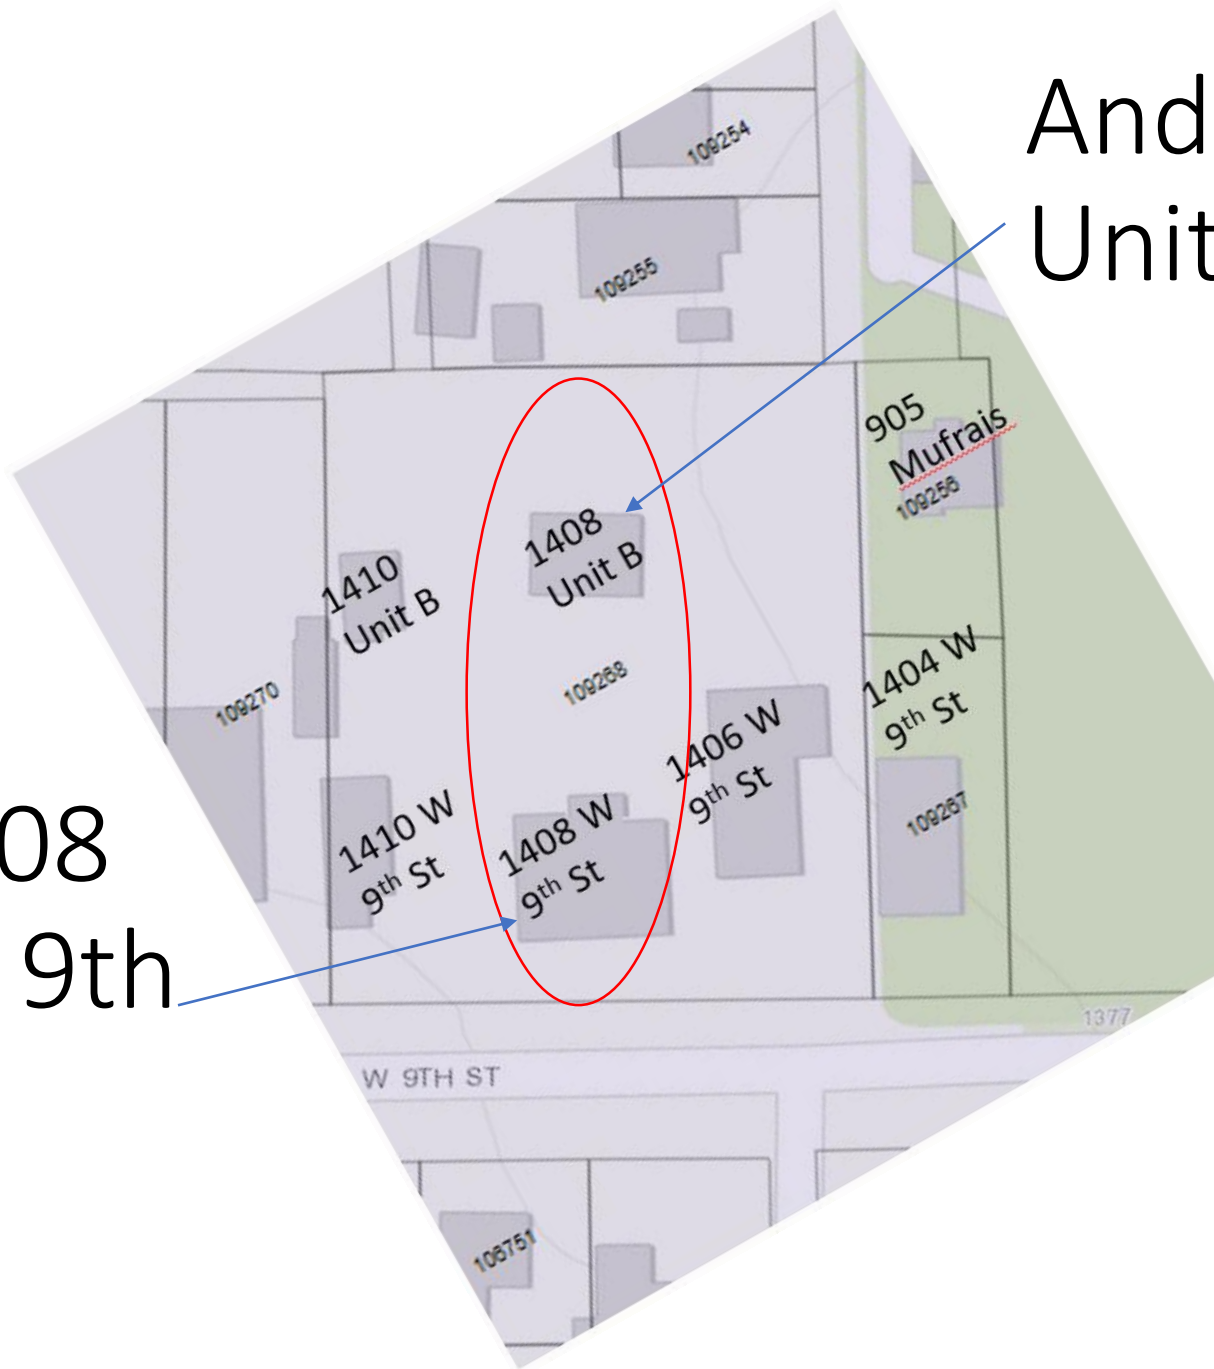 And
Unit
109254
109255
905
Mufrais
109256
1408
Unit B
1410
Unit B
109268
109270
1404 W
9th St
1406 W
9th St
109267
08
9th
1410 W
9th St
1408 W
9th St
1377
W 9TH ST
106751